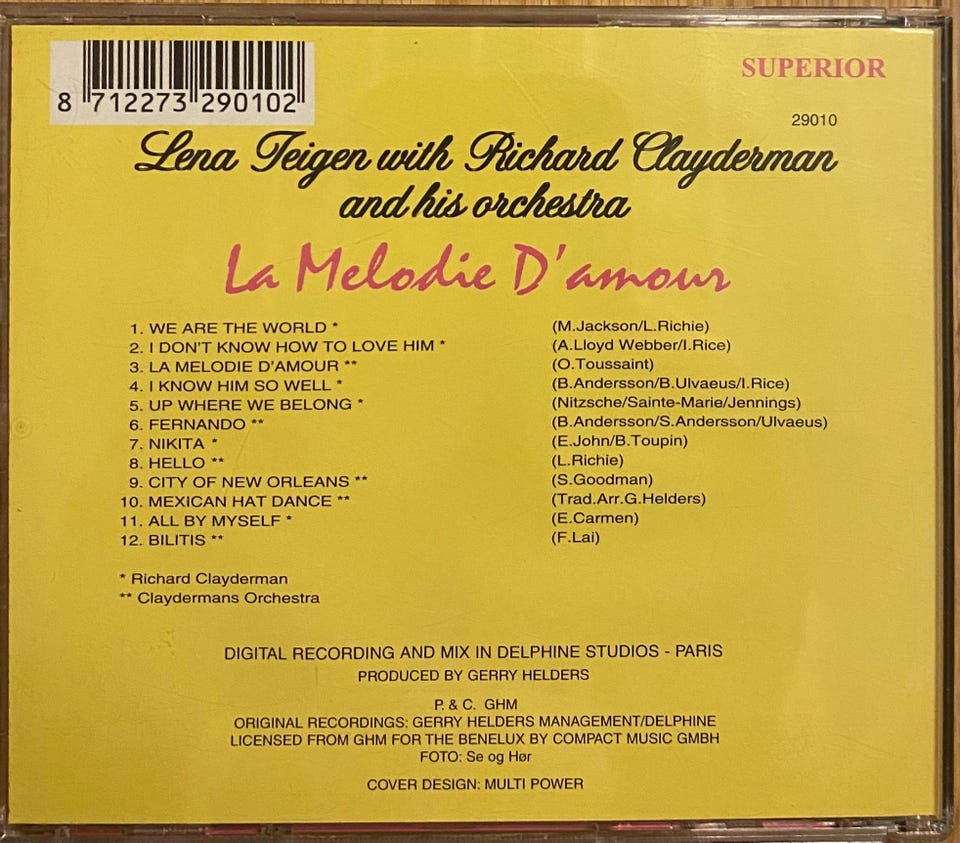 SUPERIOR
8 712273 290102
29010
Lena Teigen with Richard Clayderman
and his orchestra
La Melodie D'amour
1. WE ARE THE WORLD * (M.Jackson/L.Richie)
2. I DON'T KNOW HOW TO LOVE HIM * (A.Lloyd Webber/I.Rice)
3. LA MELODIE D'AMOUR ** (O.Toussaint)
4. I KNOW HIM SO WELL * (B.Andersson/B.Ulvaeus/I.Rice)
5. UP WHERE WE BELONG * (Nitzsche/Sainte-Marie/Jennings)
6. FERNANDO ** (B.Andersson/S.Andersson/Ulvaeus)
7. NIKITA * (E.John/B.Toupin)
8. HELLO ** (L.Richie)
9. CITY OF NEW ORLEANS ** (S.Goodman)
10. MEXICAN HAT DANCE ** (Trad.Arr.G.Helders)
11. ALL BY MYSELF * (E.Carmen)
12. BILITIS ** (F.Lai)
* Richard Clayderman
** Claydermans Orchestra
DIGITAL RECORDING AND MIX IN DELPHINE STUDIOS - PARIS
PRODUCED BY GERRY HELDERS
P. & C. GHM
ORIGINAL RECORDINGS: GERRY HELDERS MANAGEMENT/DELPHINE
LICENSED FROM GHM FOR THE BENELUX BY COMPACT MUSIC GMBH
FOTO: Se og Hør
COVER DESIGN: MULTI POWER